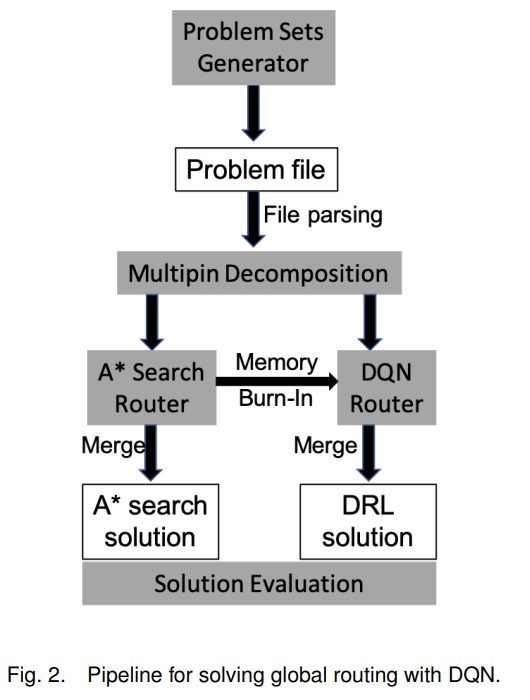 Problem Sets
Generator
Problem file
File parsing
Multipin Decomposition
A* Search
Router
Memory
Burn-In
DQN
Router
Merge
Merge
A* search
solution
DRL
solution
Solution Evaluation
Fig. 2. Pipeline for solving global routing with DQN.